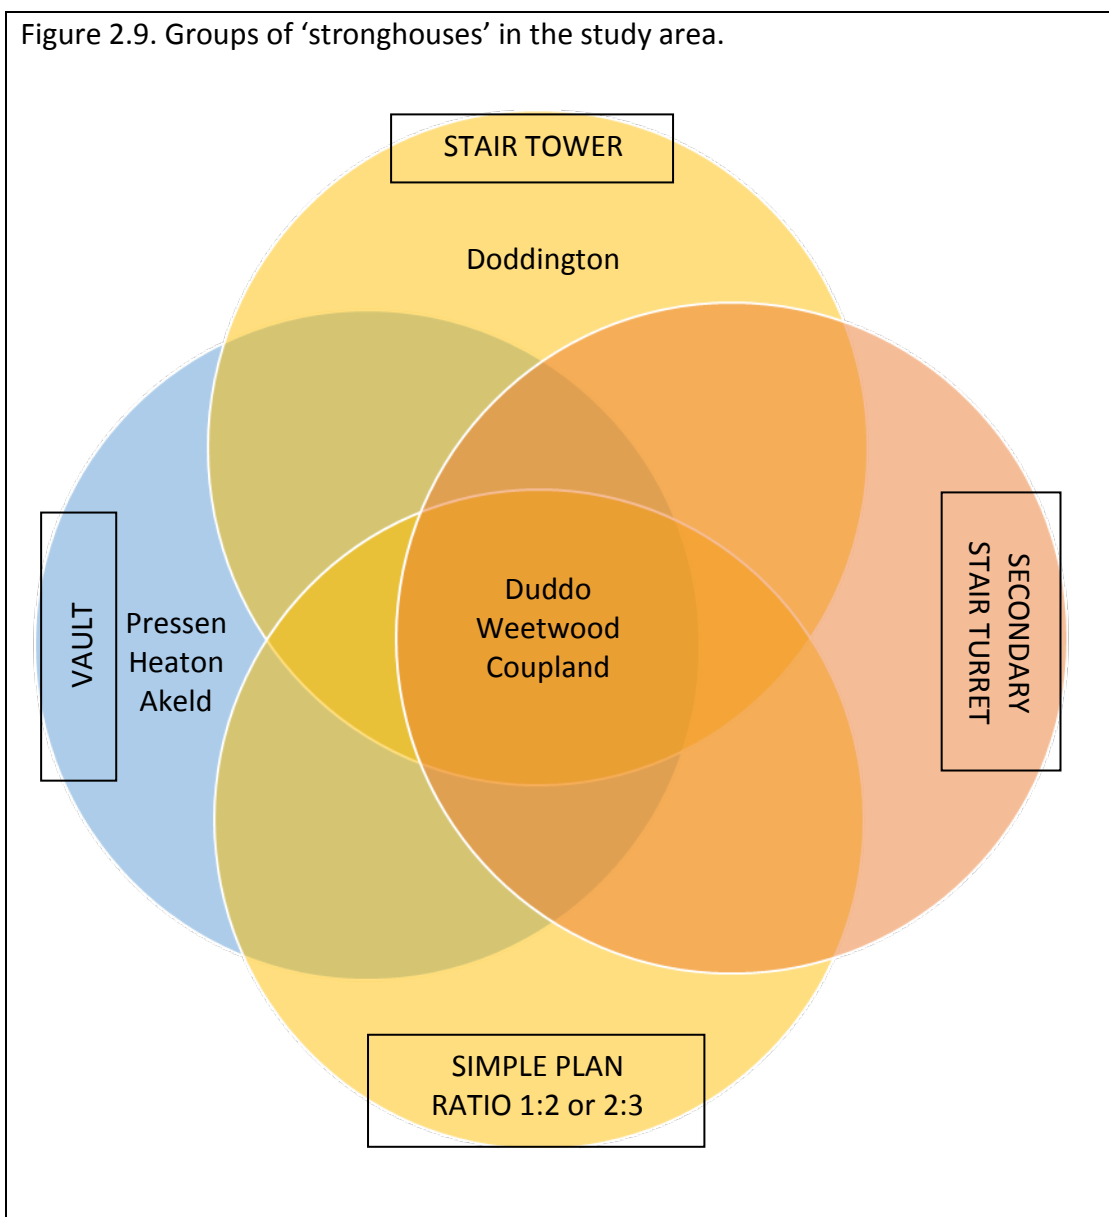 Figure 2.9. Groups of ‘stronghouses’ in the study area.
STAIR TOWER
Doddington
VAULT
Pressen
Heaton
Akeld
Duddo
Weetwood
Coupland
SECONDARY
STAIR TURRET
SIMPLE PLAN
RATIO 1:2 or 2:3